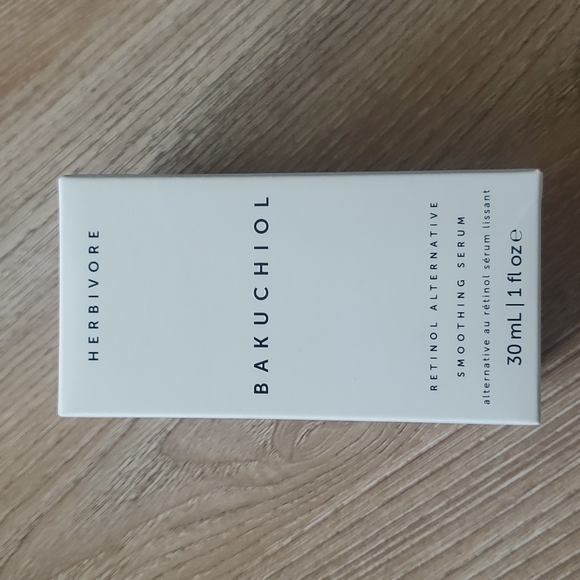 HERBIVORE
BAKUCHIOL
RETINOL ALTERNATIVE
SMOOTHING SERUM
alternative au rétinol sérum lissant
30 mL | 1 fl oz ℮